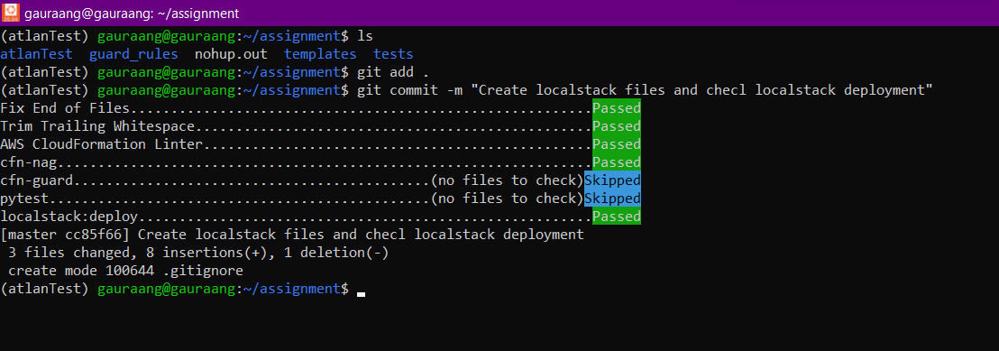 gauraang@gauraang: ~/assignment
(atlanTest) gauraang@gauraang:~/assignment$ ls
atlanTest  guard_rules  nohup.out  templates  tests
(atlanTest) gauraang@gauraang:~/assignment$ git add .
(atlanTest) gauraang@gauraang:~/assignment$ git commit -m "Create localstack files and checl localstack deployment"
Fix End of Files.........................................................Passed
Trim Trailing Whitespace.................................................Passed
AWS CloudFormation Linter................................................Passed
cfn-nag..................................................................Passed
cfn-guard............................................(no files to check)Skipped
pytest...............................................(no files to check)Skipped
localstack:deploy........................................................Passed
[master cc85f66] Create localstack files and checl localstack deployment
 3 files changed, 8 insertions(+), 1 deletion(-)
 create mode 100644 .gitignore
(atlanTest) gauraang@gauraang:~/assignment$